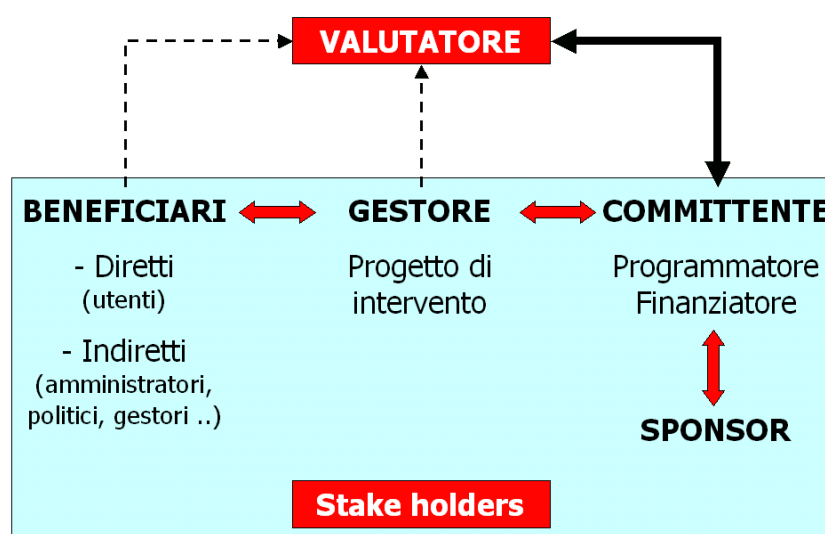 VALUTATORE
BENEFICIARI
- Diretti
(utenti)
- Indiretti
(amministratori,
politici, gestori ..)
GESTORE
Progetto di
intervento
COMMITTENTE
Programmatore
Finanziatore
SPONSOR
Stake holders